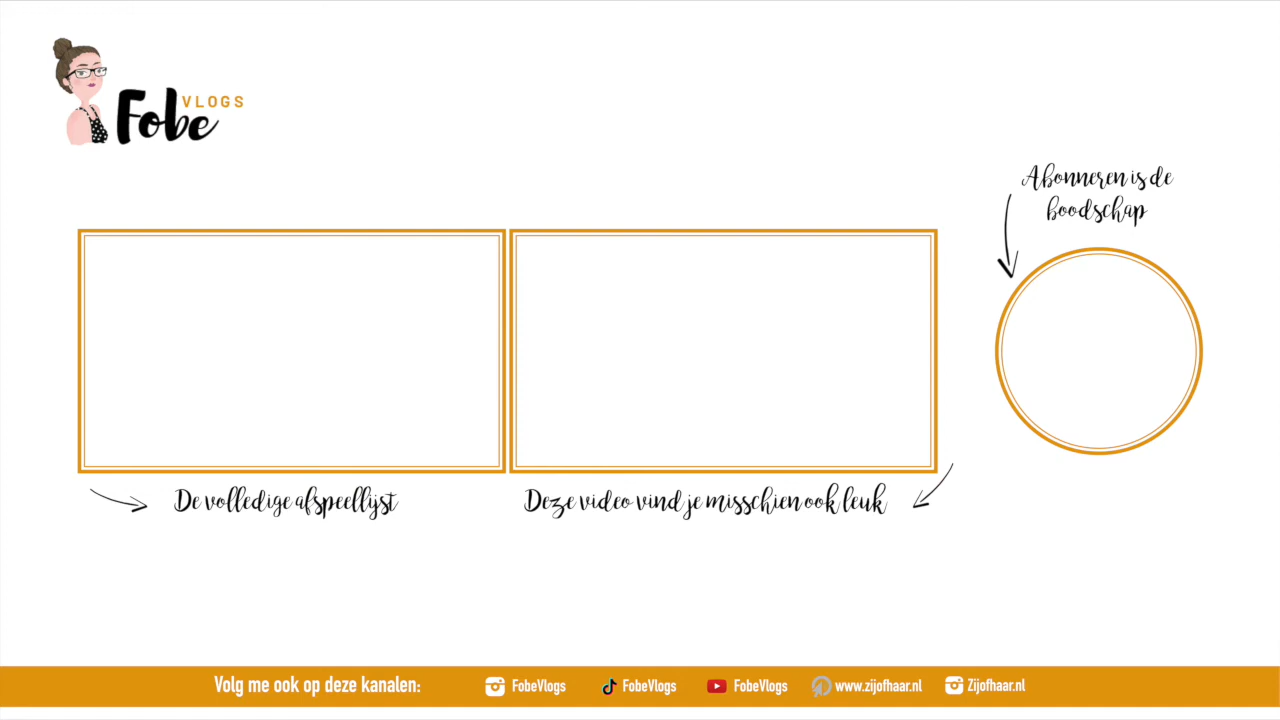 VLOGS
Fobe
Abonneren is de
boodschap
De volledige afspeellijst
Deze video vind je misschien ook leuk
Volg me ook op deze kanalen: FobeVlogs FobeVlogs FobeVlogs www.zijofhaar.nl Zijofhaar.nl